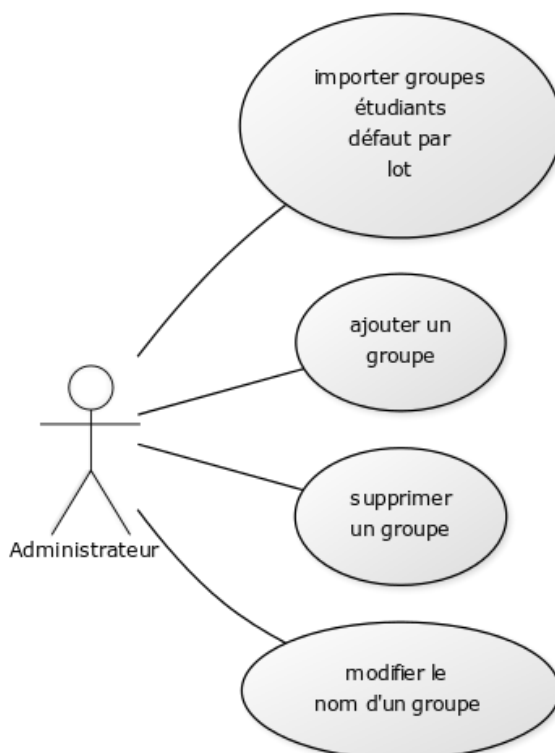 importer groupes
étudiants
défaut par
lot
ajouter un
groupe
supprimer
un groupe
Administrateur
modifier le
nom d'un groupe